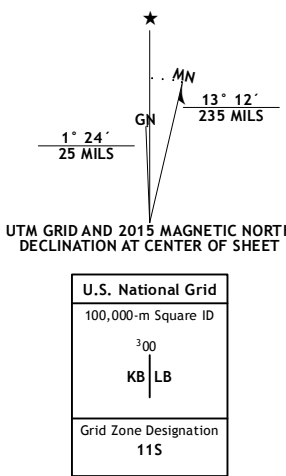 ★
MN
GN
13° 12´
235 MILS
1° 24´
25 MILS
UTM GRID AND 2015 MAGNETIC NORTH
DECLINATION AT CENTER OF SHEET
U.S. National Grid
100,000-m Square ID
³00
KB LB
Grid Zone Designation
11S